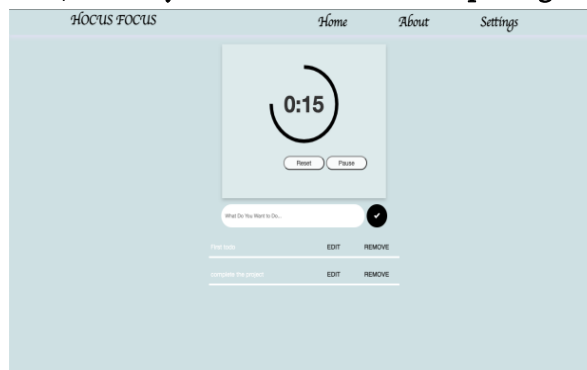 HOCUS FOCUS Home About Settings
0:15
Reset Pause
What Do You Want to Do...
First todo EDIT REMOVE
complete the project EDIT REMOVE